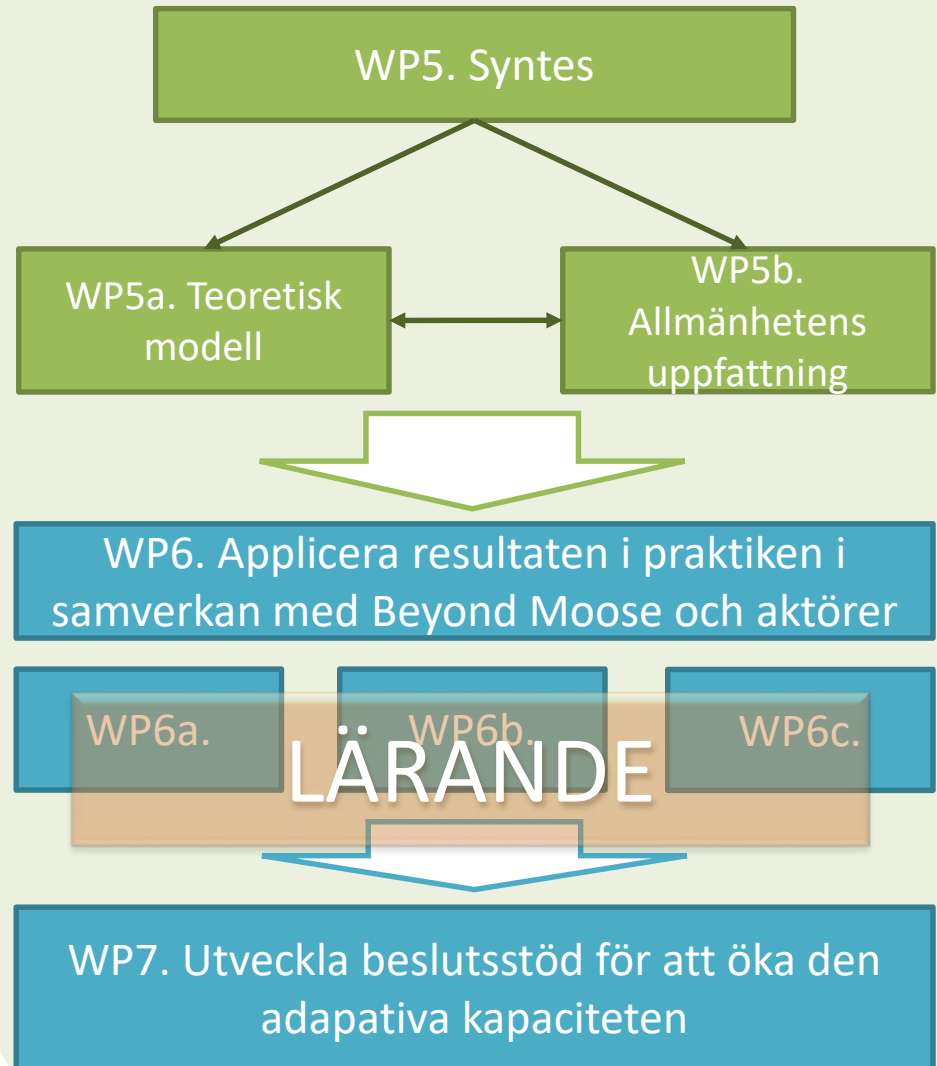 WP5. Syntes
WP5a. Teoretisk
modell
WP5b.
Allmänhetens
uppfattning
WP6. Applicera resultaten i praktiken i
samverkan med Beyond Moose och aktörer
WP6a.
WP6b.
WP6c.
LÄRANDE
WP7. Utveckla beslutsstöd för att öka den
adapativa kapaciteten